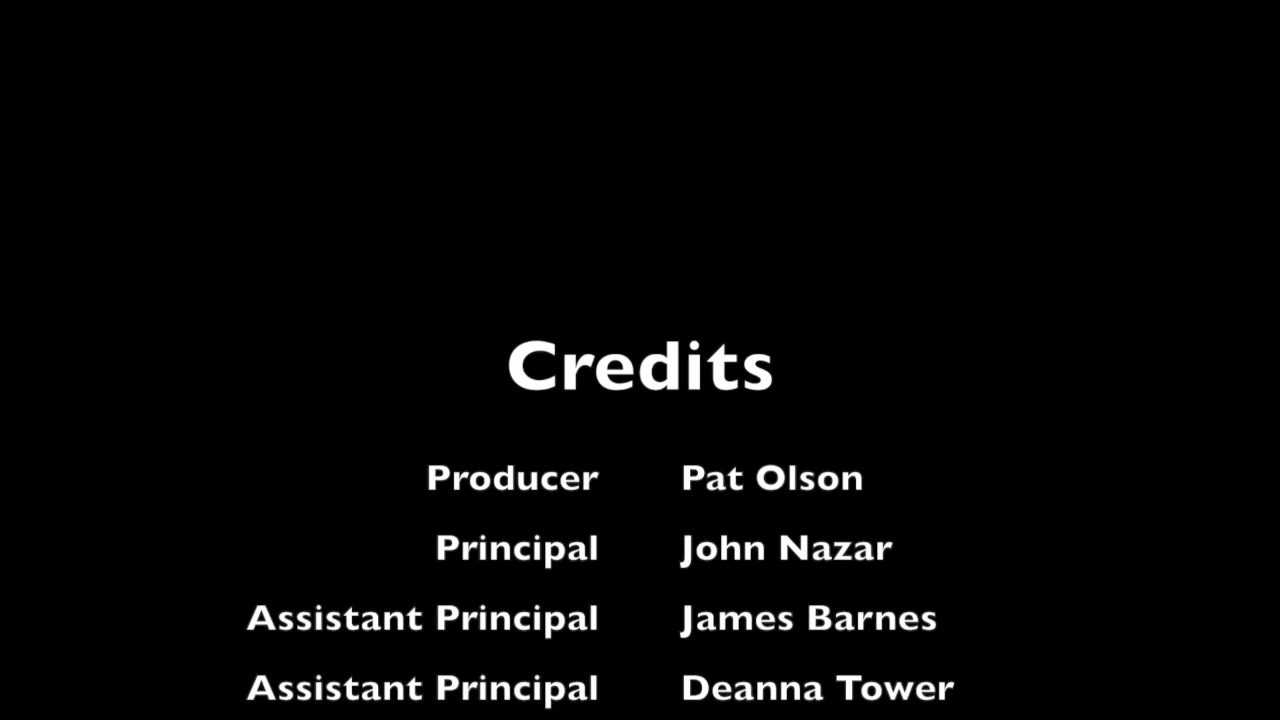 Credits
Producer Pat Olson
Principal John Nazar
Assistant Principal James Barnes
Assistant Principal Deanna Tower